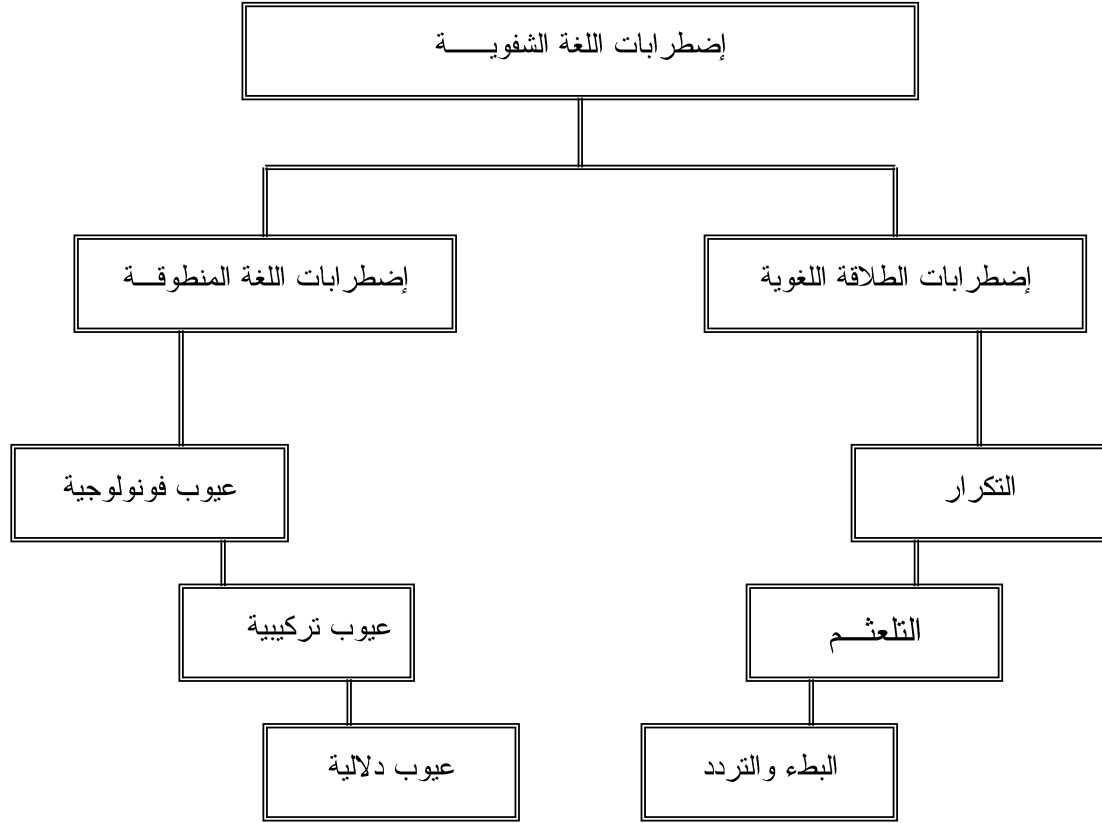 إضطرابات اللغة الشفويـــــة
إضطرابات الطلاقة اللغوية
إضطرابات اللغة المنطوقـــة
التكرار
عيوب فونولوجية
التلعثـــم
عيوب تركيبية
البطء والتردد
عيوب دلالية